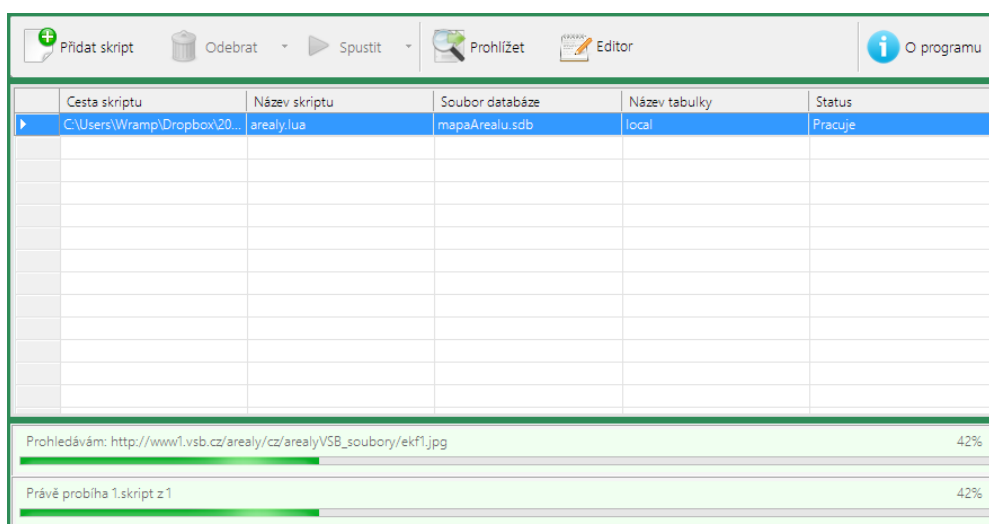 Přidat skript Odebrat Spustit Prohlížet Editor O programu
Cesta skriptu Název skriptu Soubor databáze Název tabulky Status
C:\Users\Wramp\Dropbox\20... arealy.lua mapaArealu.sdb local Pracuje
Prohledávám: http://www1.vsb.cz/arealy/cz/arealyVSB_soubory/ekf1.jpg 42%
Právě probíha 1.skript z 1 42%